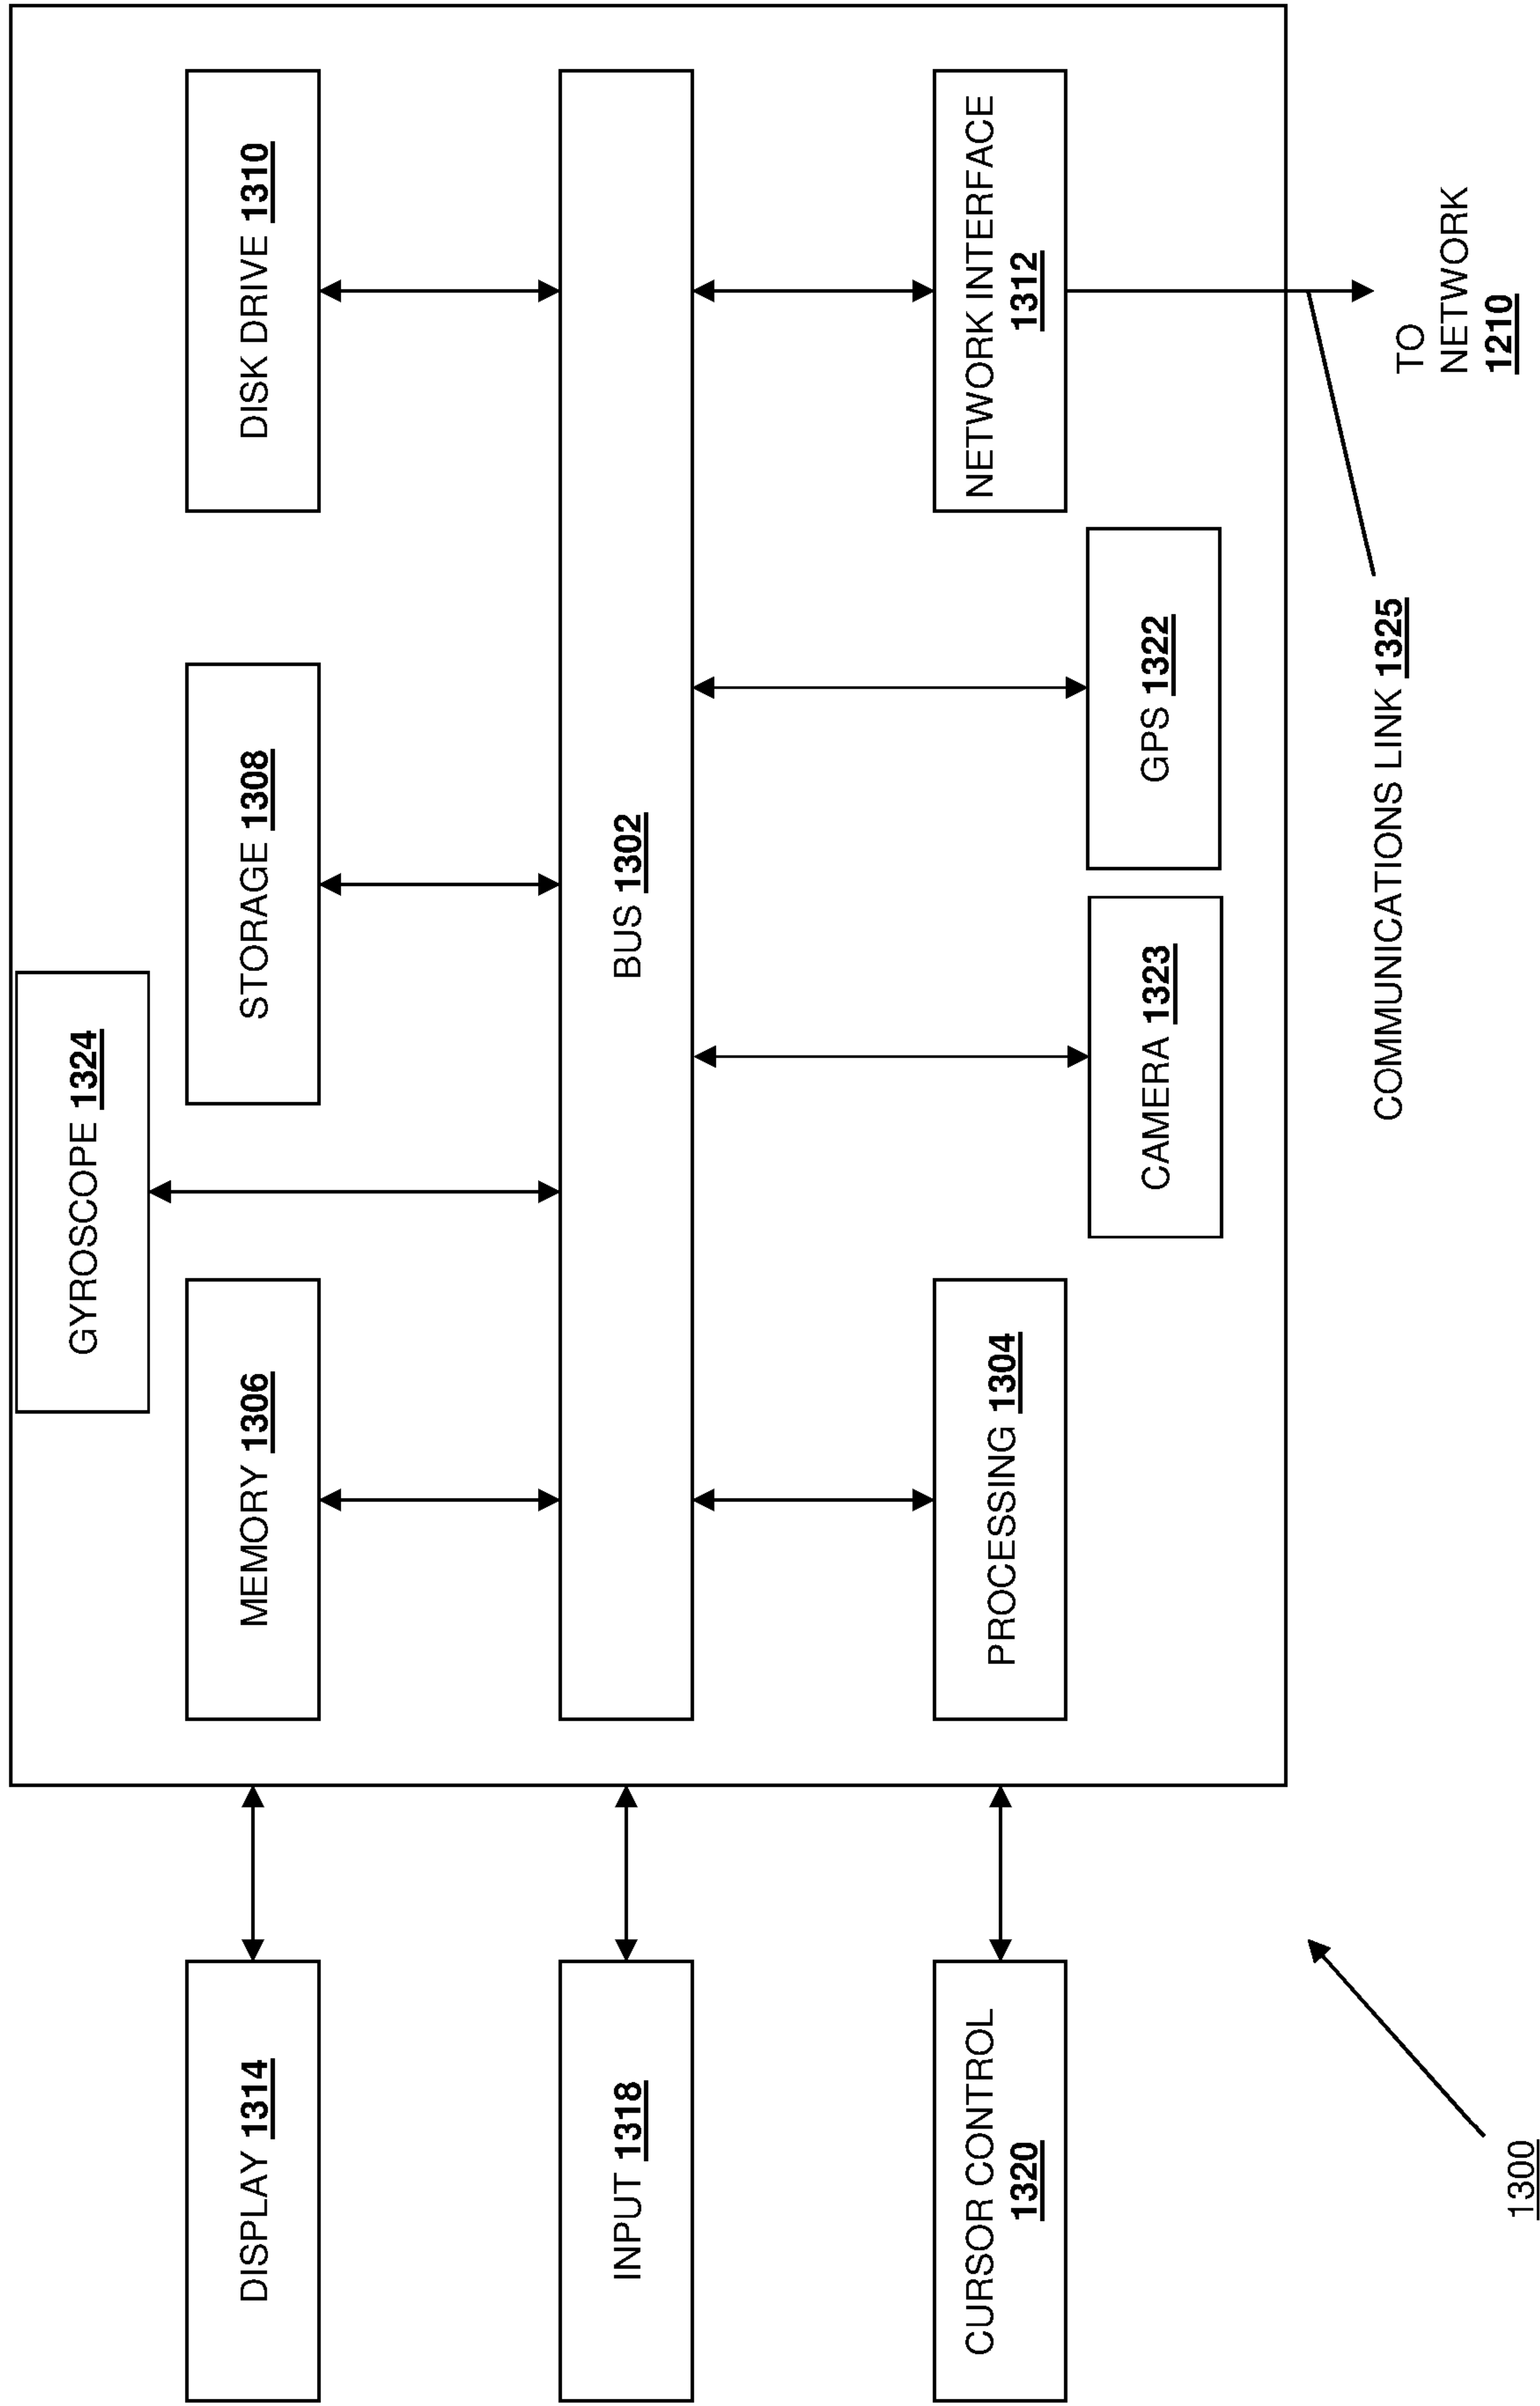 GYROSCOPE 1324
DISPLAY 1314
MEMORY 1306
STORAGE 1308
DISK DRIVE 1310
INPUT 1318
BUS 1302
CURSOR CONTROL
1320
PROCESSING 1304
NETWORK INTERFACE
1312
CAMERA 1323
GPS 1322
COMMUNICATIONS LINK 1325
TO
NETWORK
1210
1300